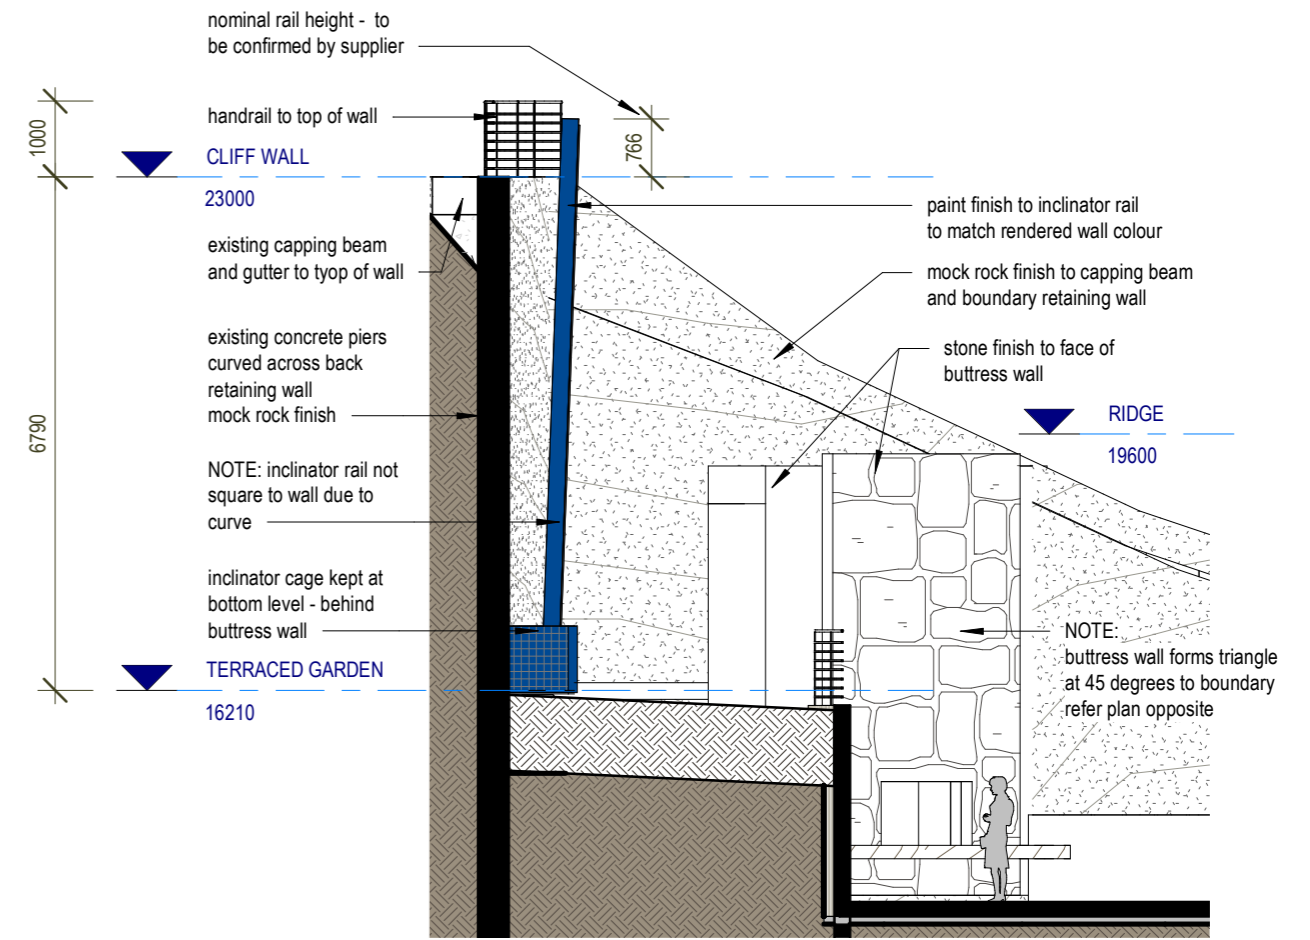 nominal rail height -  to
be confirmed by supplier
handrail to top of wall
1000
766
CLIFF WALL
23000
paint finish to inclinator rail
to match rendered wall colour
existing capping beam
and gutter to tyop of wall
mock rock finish to capping beam
and boundary retaining wall
existing concrete piers
curved across back
retaining wall
mock rock finish
stone finish to face of
buttress wall
RIDGE
19600
6790
NOTE: inclinator rail not
square to wall due to
curve
inclinator cage kept at
bottom level - behind
buttress wall
NOTE:
buttress wall forms triangle
at 45 degrees to boundary
refer plan opposite
TERRACED GARDEN
16210